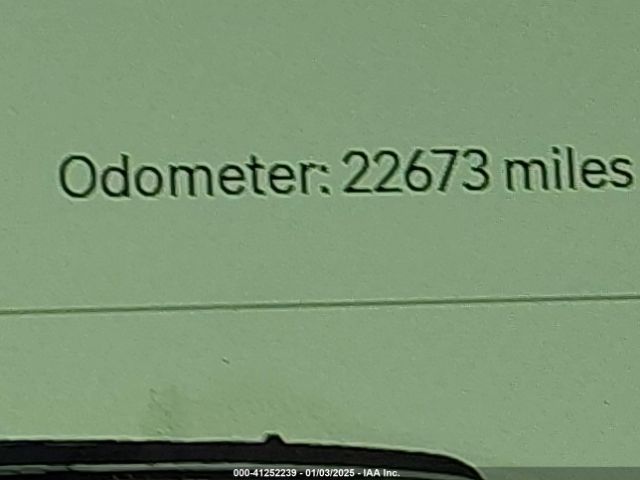 Odometer: 22673 miles
000-41252239 - 01/03/2025 - IAA Inc.